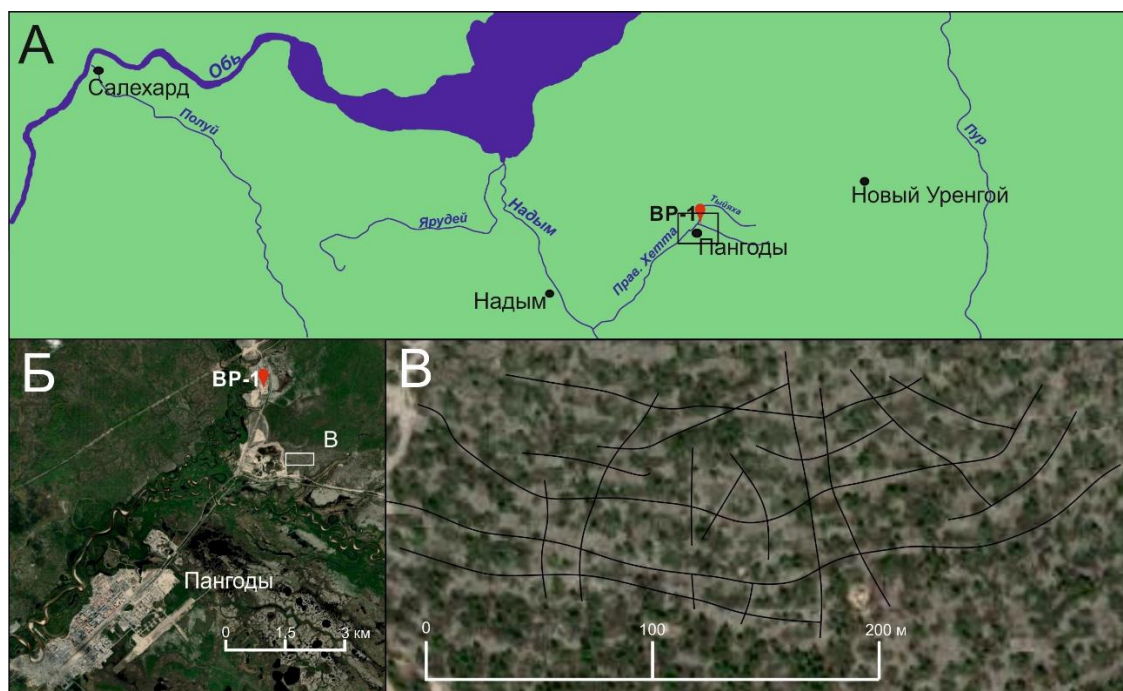 А
Обь
Салехард
Полуй
Ярудей
Надым
Надым
Прав. Хетта
ВР-1
Тыйяха
Пангоды
Новый Уренгой
Пур
Б
ВР-1
В
Пангоды
0 1,5 3 км
В
0 100 200 м